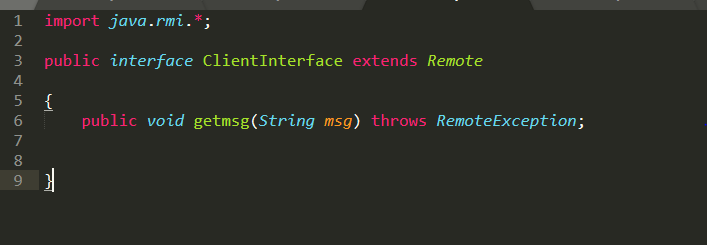 1 import java.rmi.*;
2
3 public interface ClientInterface extends Remote
4
5 {
6 public void getmsg(String msg) throws RemoteException;
7
8
9 }